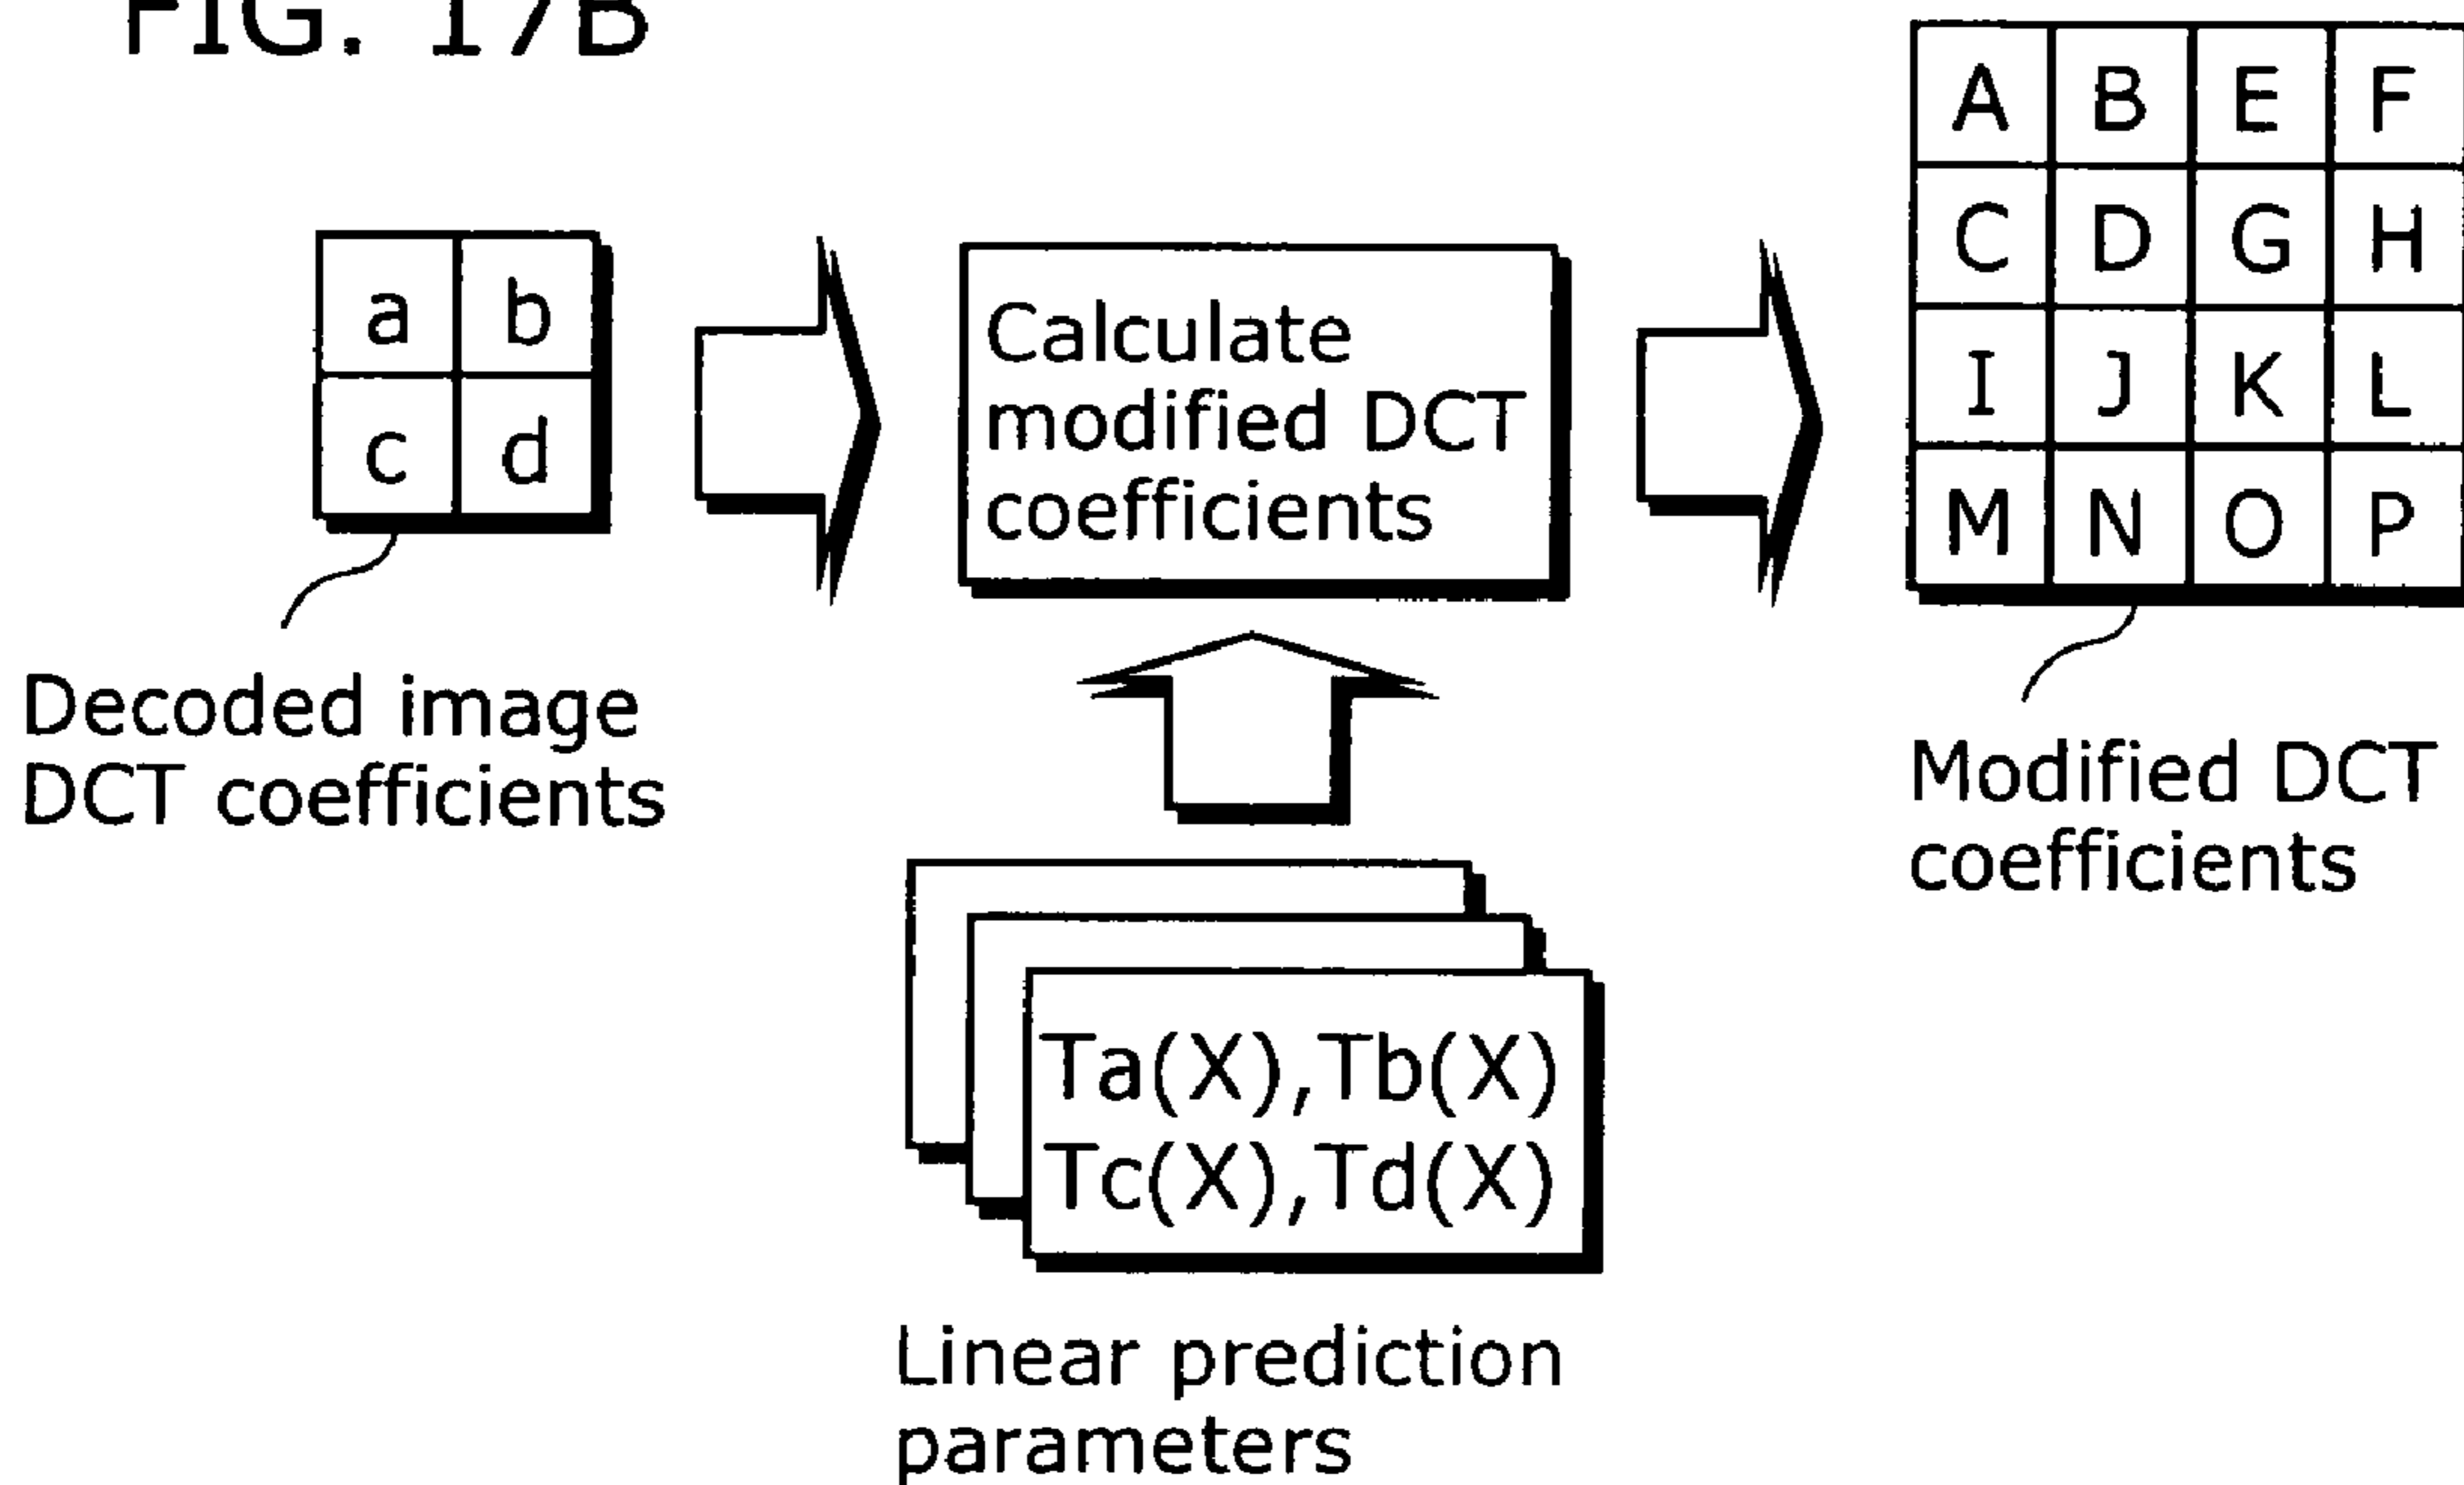 FIG. 17B
A B E F
C D G H
I J K L
M N O P
a b
c d
Calculate
modified DCT
coefficients
Decoded image
DCT coefficients
Modified DCT
coefficients
Ta(X),Tb(X)
Tc(X),Td(X)
Linear prediction
parameters